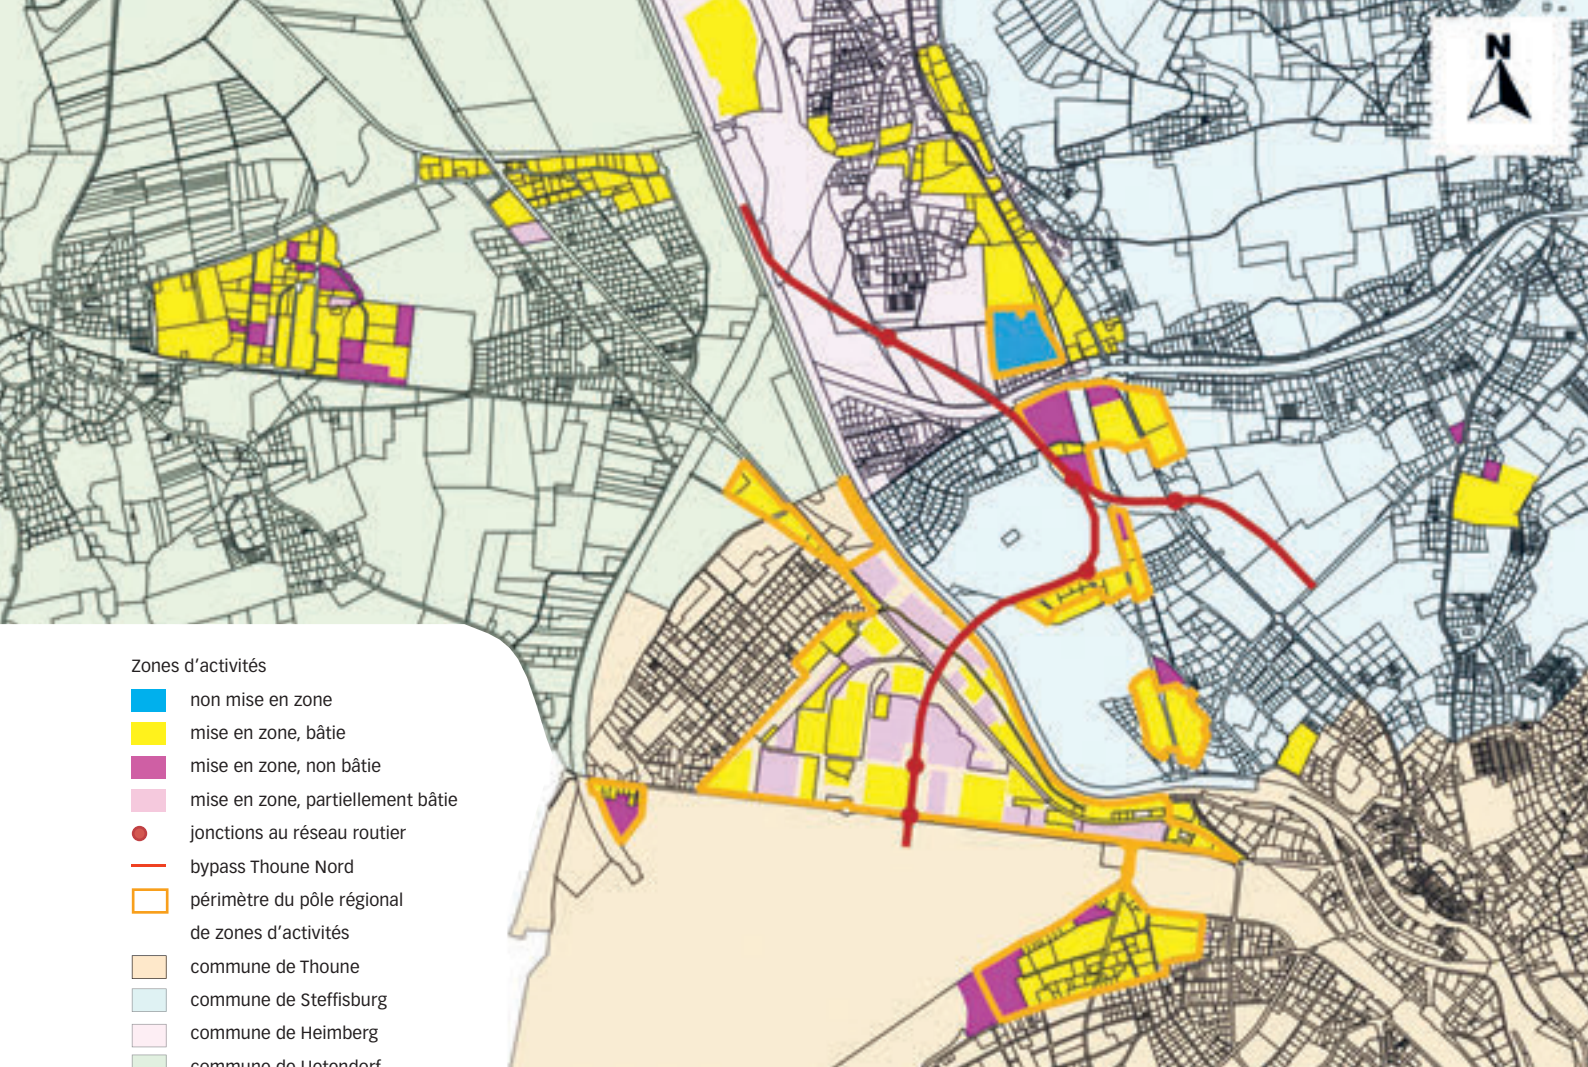 N
Zones d’activités
non mise en zone
mise en zone, bâtie
mise en zone, non bâtie
mise en zone, partiellement bâtie
jonctions au réseau routier
bypass Thoune Nord
périmètre du pôle régional
de zones d’activités
commune de Thoune
commune de Steffisburg
commune de Heimberg
commune de